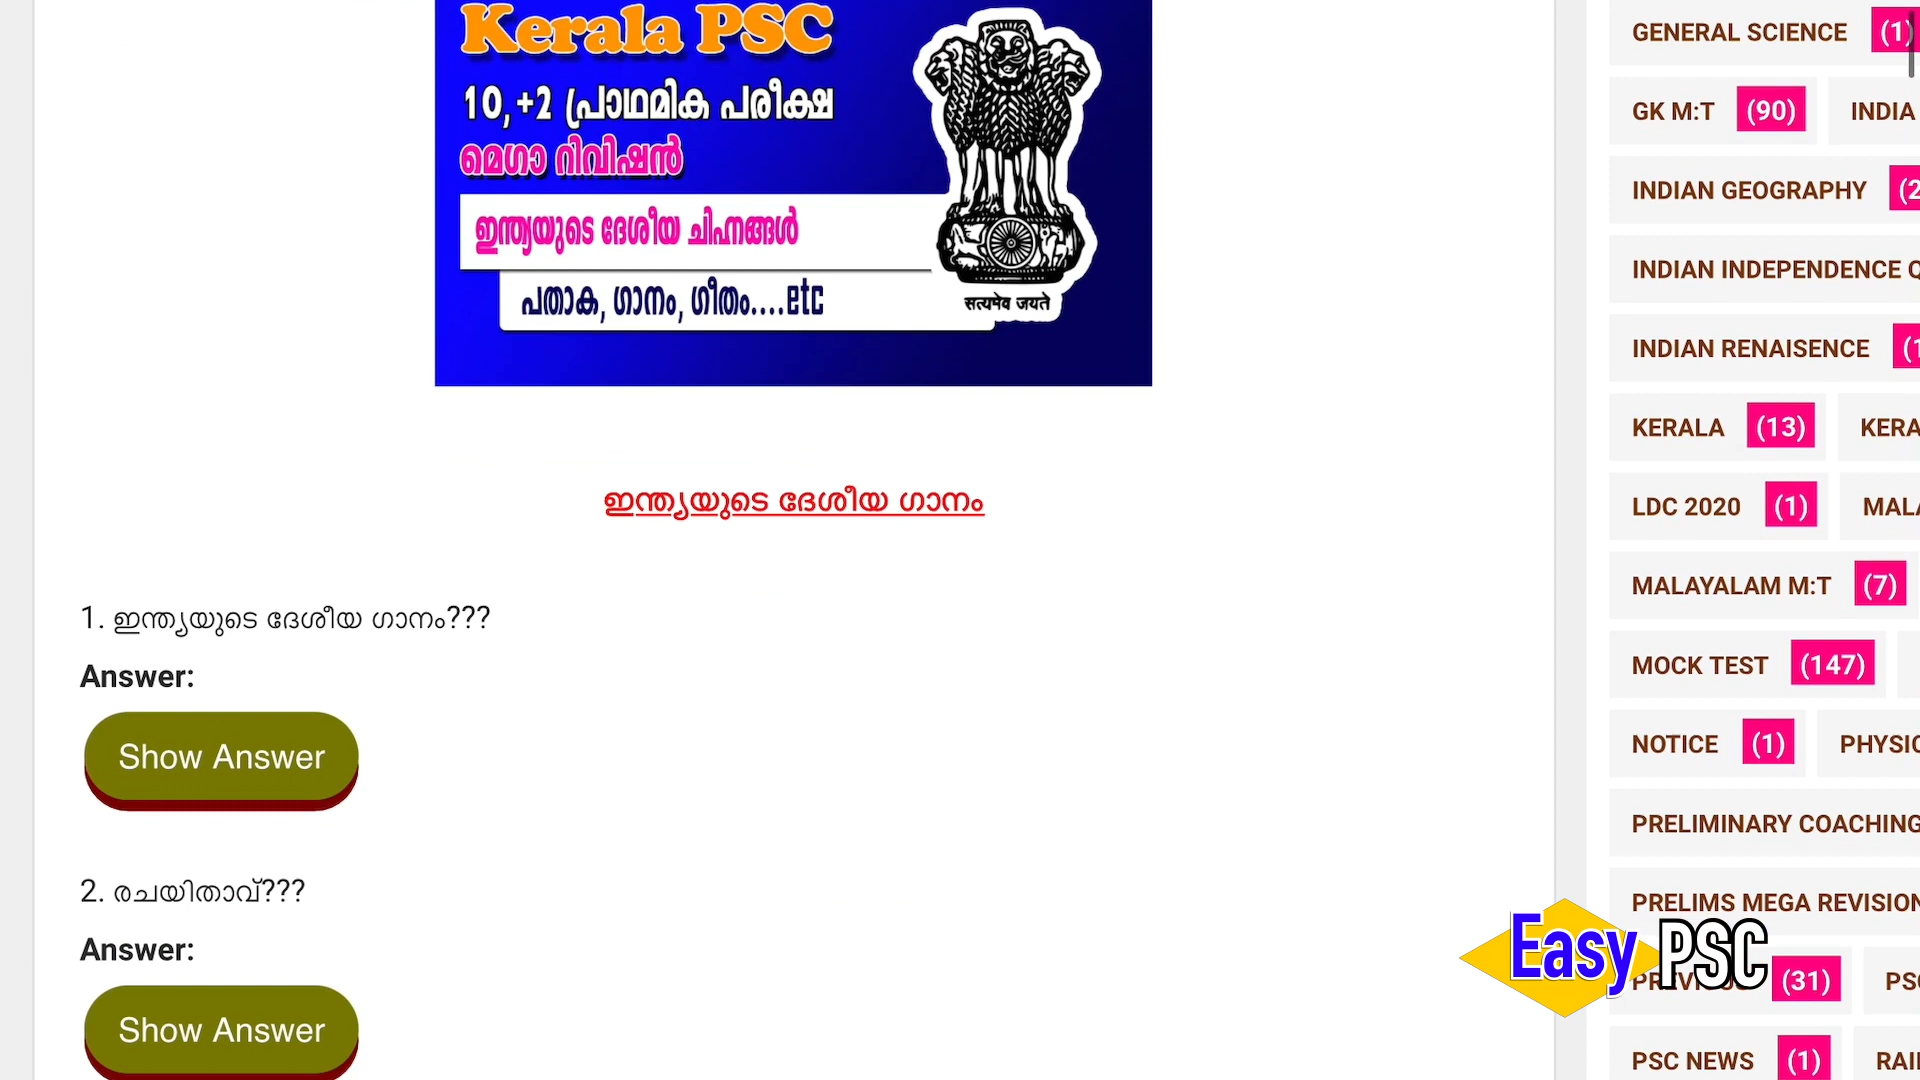 Kerala PSC
10,+2 പ്രാഥമിക പരീക്ഷ
മെഗാ റിവിഷൻ
ഇന്ത്യയുടെ ദേശീയ ചിഹ്നങ്ങൾ
പതാക, ഗാനം, ഗീതം....etc
सत्यमेव जयते
ഇന്ത്യയുടെ ദേശീയ ഗാനം
1. ഇന്ത്യയുടെ ദേശീയ ഗാനം???
Answer:
Show Answer
2. രചയിതാവ്???
Answer:
Show Answer
GENERAL SCIENCE (1)
GK M:T (90) INDIA
INDIAN GEOGRAPHY
INDIAN INDEPENDENCE
INDIAN RENAISENCE
KERALA (13)
LDC 2020 (1)
MALAYALAM M:T (7)
MOCK TEST (147)
NOTICE (1)
PRELIMINARY COACHING
PRELIMS MEGA REVISION
(31)
PSC NEWS (1)
Easy PSC